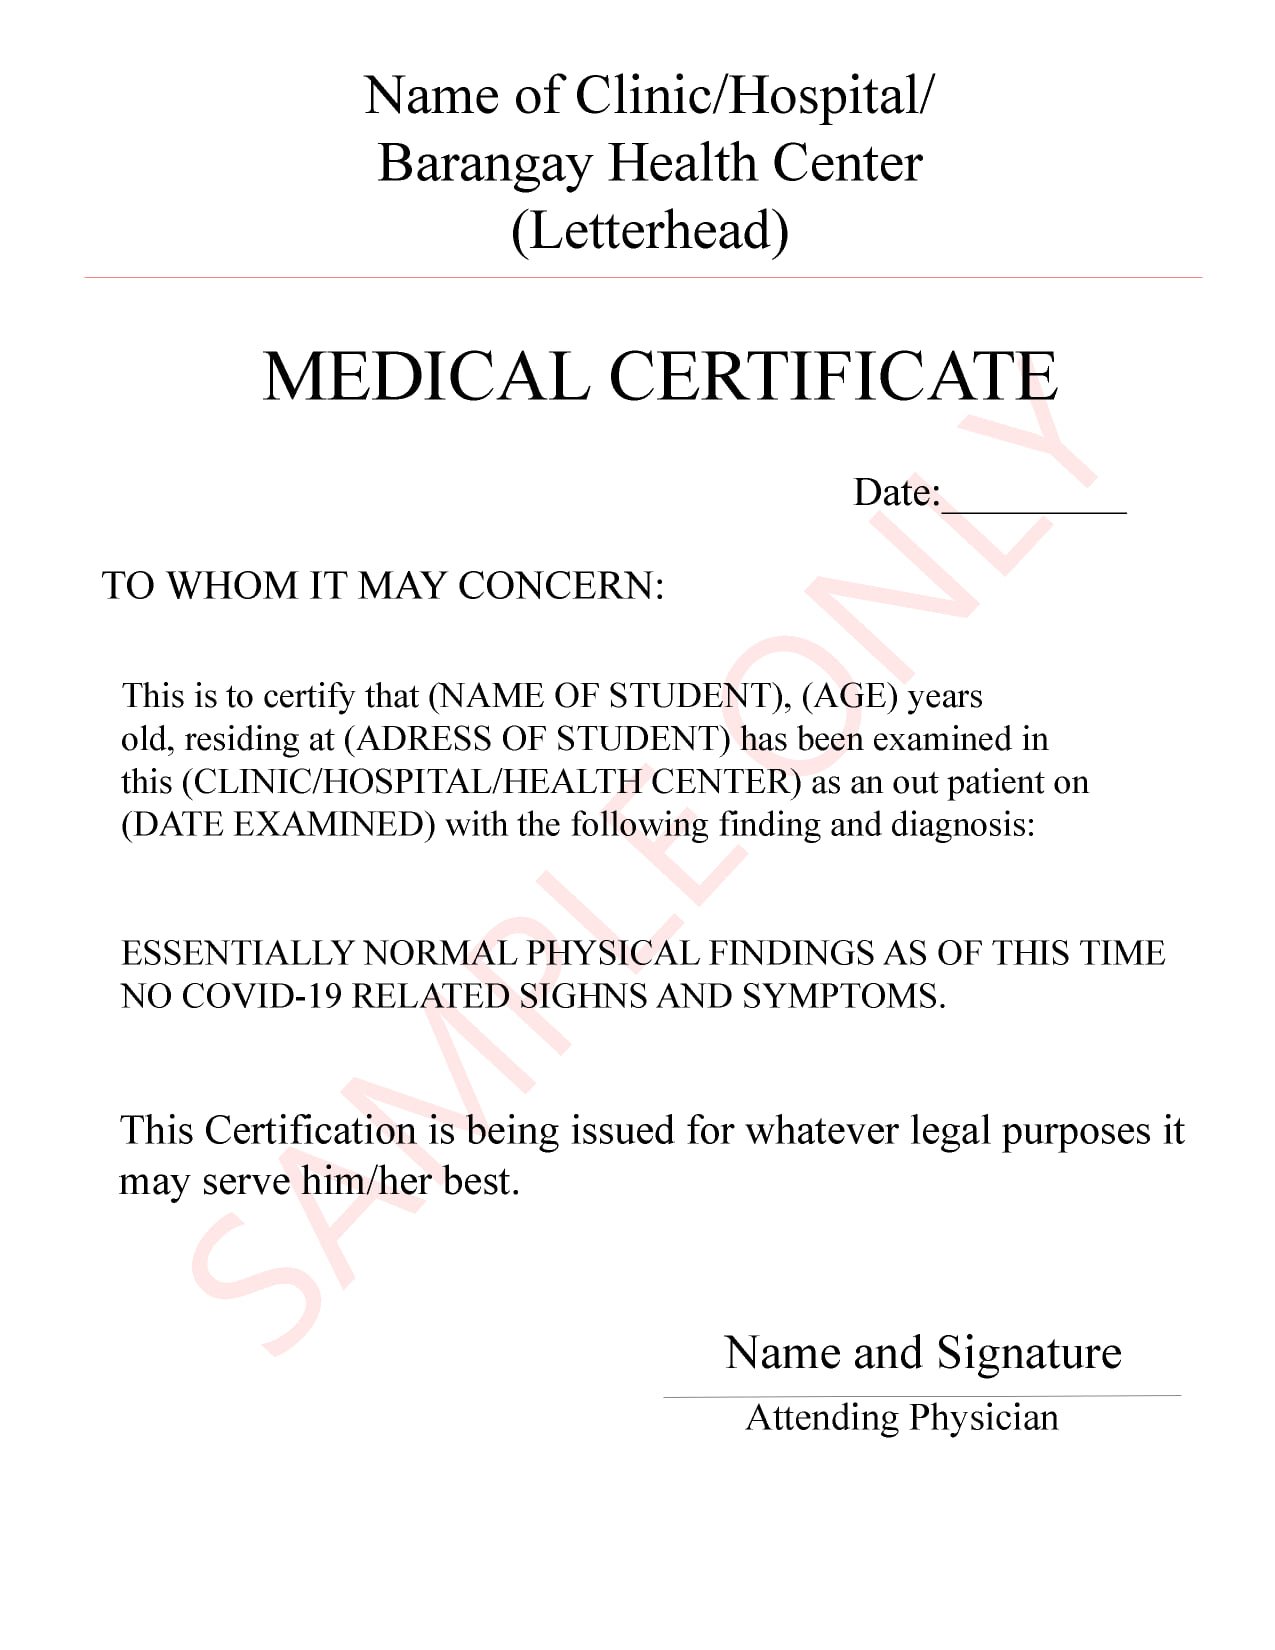 Name of Clinic/Hospital/
Barangay Health Center
(Letterhead)
MEDICAL CERTIFICATE
Date:_________
TO WHOM IT MAY CONCERN:
This is to certify that (NAME OF STUDENT), (AGE) years
old, residing at (ADRESS OF STUDENT) has been examined in
this (CLINIC/HOSPITAL/HEALTH CENTER) as an out patient on
(DATE EXAMINED) with the following finding and diagnosis:
ESSENTIALLY NORMAL PHYSICAL FINDINGS AS OF THIS TIME
NO COVID-19 RELATED SIGHNS AND SYMPTOMS.
This Certification is being issued for whatever legal purposes it
may serve him/her best.
Name and Signature
Attending Physician
SAMPLE ONLY